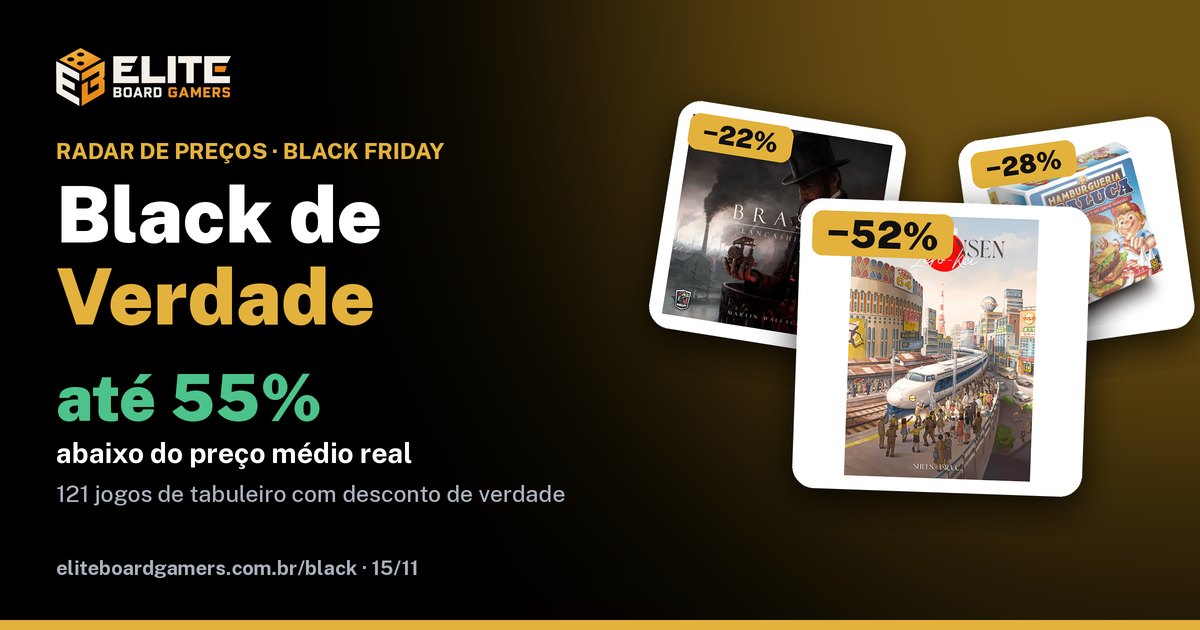 ELITE
BOARD GAMERS
RADAR DE PREÇOS · BLACK FRIDAY
Black de
Verdade
até 55%
abaixo do preço médio real
121 jogos de tabuleiro com desconto de verdade
eliteboardgamers.com.br/black · 15/11
−22%
−52%
−28%
HAMBURGUERIA